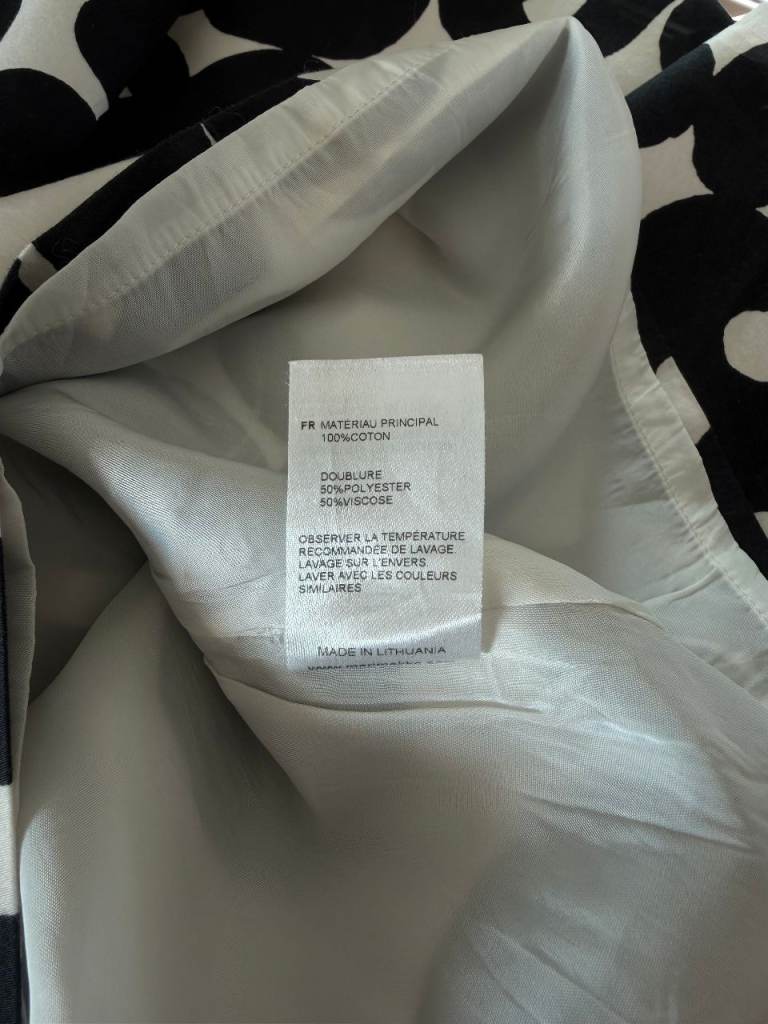 FR MATÉRIAU PRINCIPAL
100%COTON
DOUBLURE
50%POLYESTER
50%VISCOSE
OBSERVER LA TEMPÉRATURE
RECOMMANDÉE DE LAVAGE.
LAVAGE SUR L'ENVERS.
LAVER AVEC LES COULEURS
SIMILAIRES
MADE IN LITHUANIA